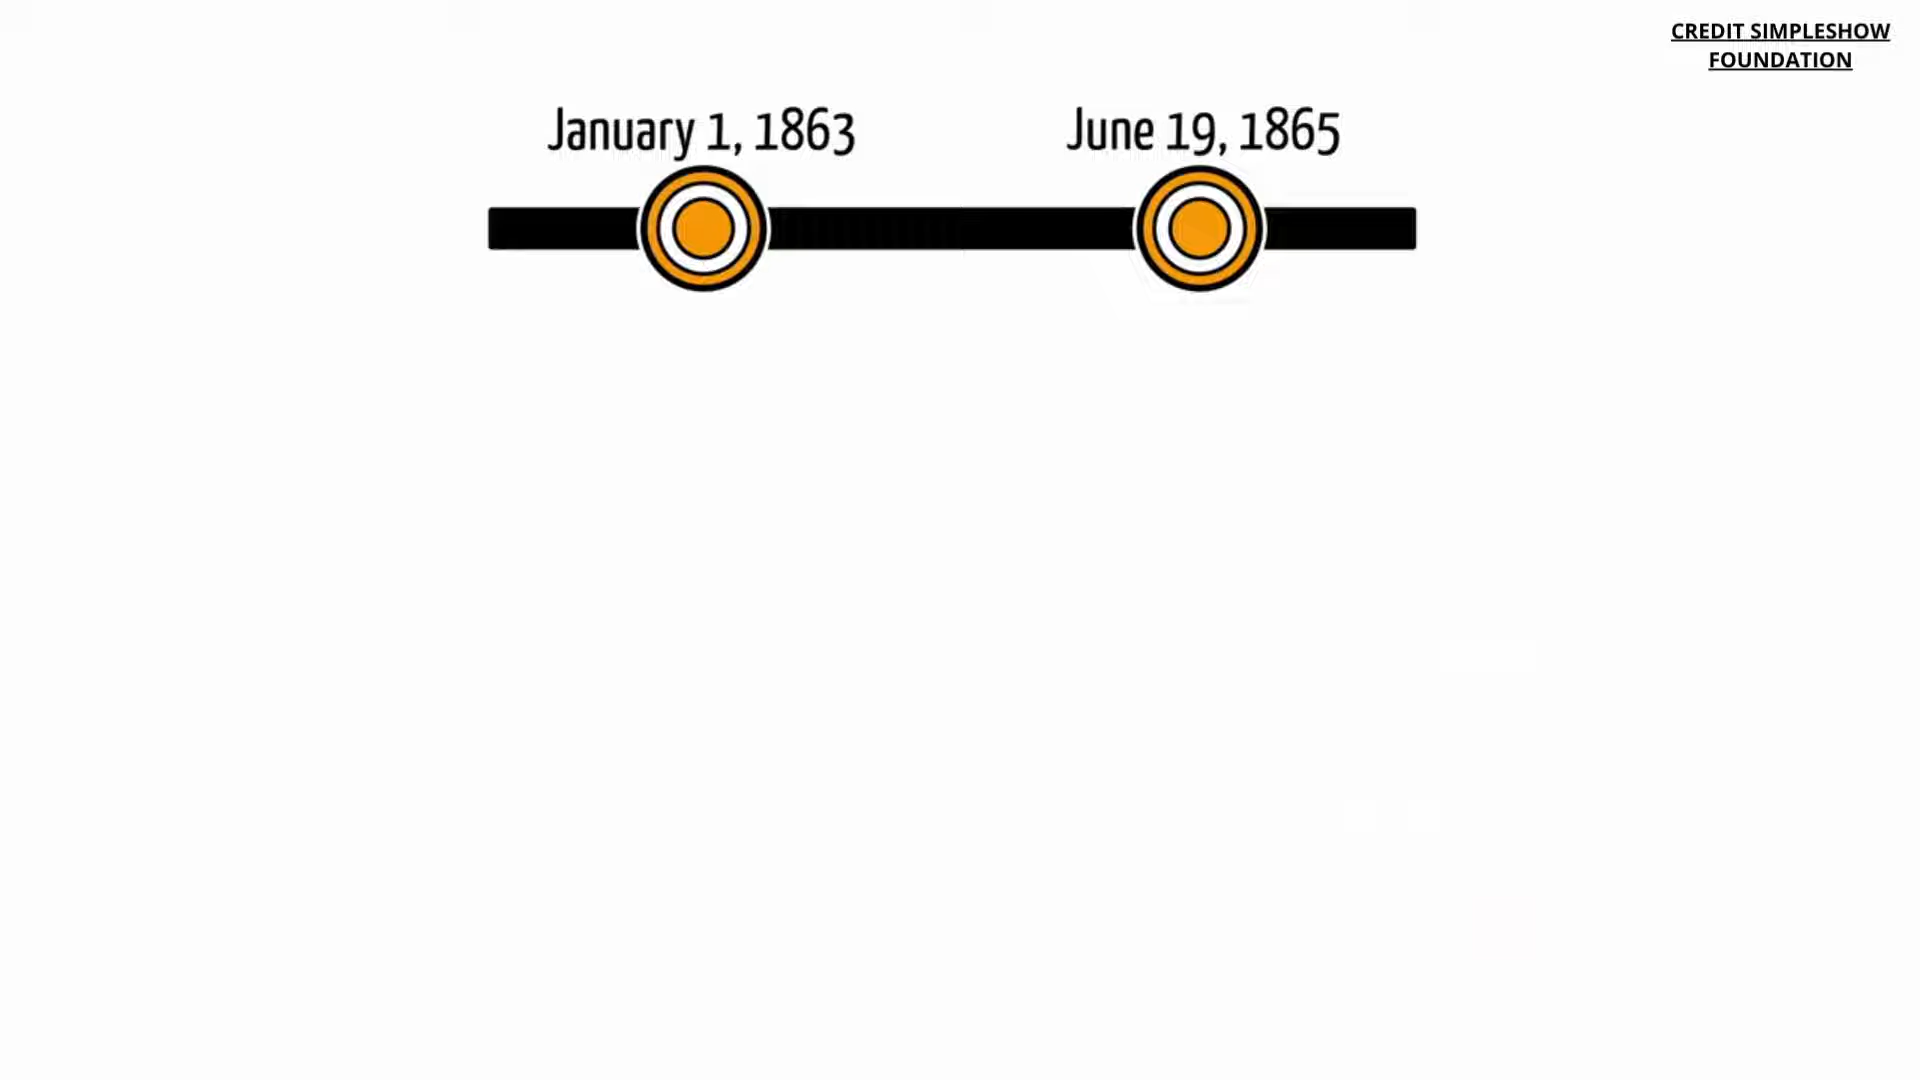 CREDIT SIMPLESHOW
FOUNDATION
January 1, 1863
June 19, 1865